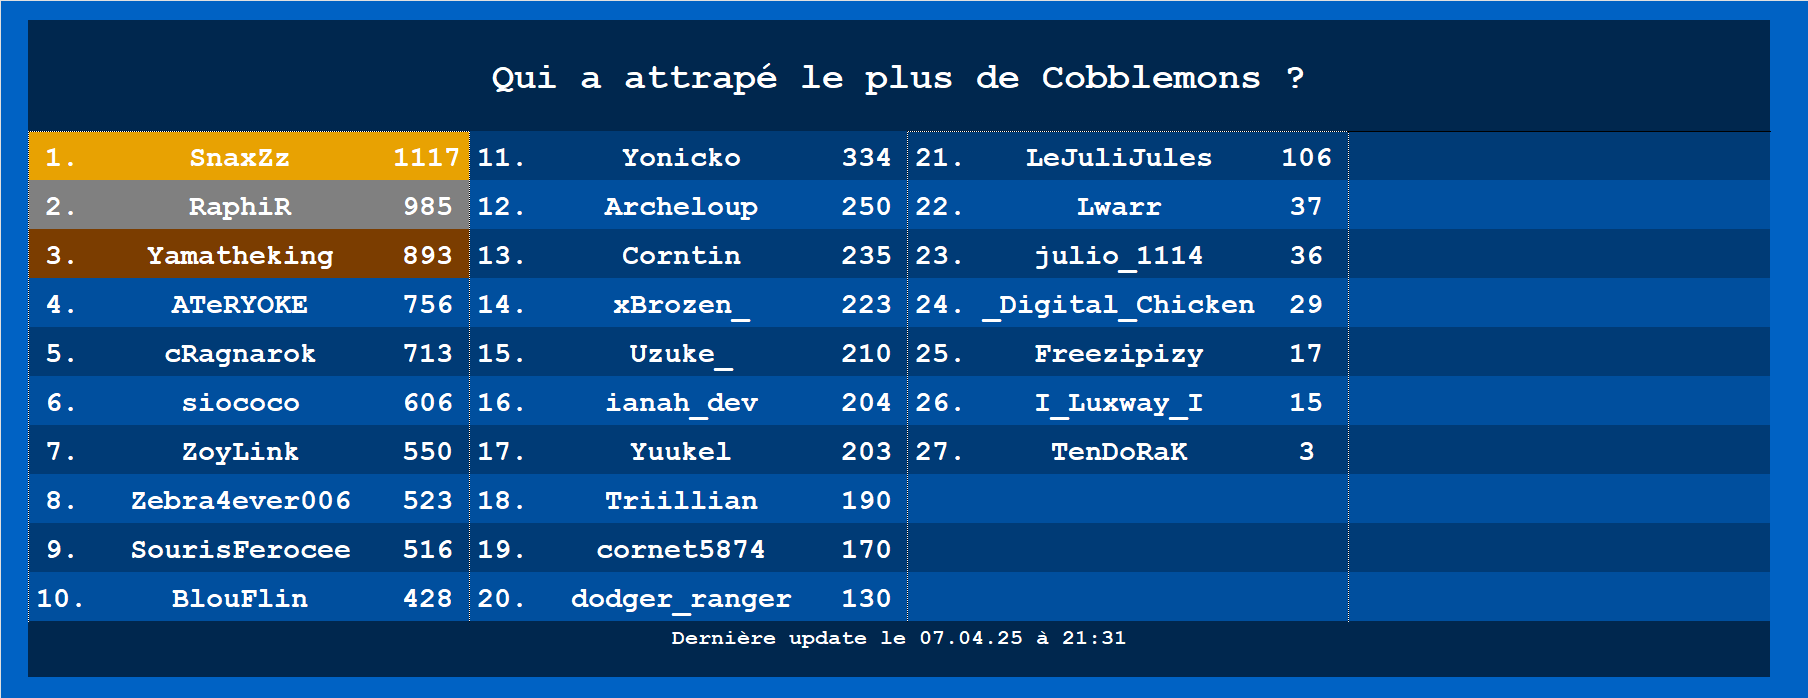 Qui a attrapé le plus de Cobblemons ?
1. SnaxZz 1117
2. RaphiR 985
3. Yamatheking 893
4. ATeRYOKE 756
5. cRagnarok 713
6. siococo 606
7. ZoyLink 550
8. Zebra4ever006 523
9. SourisFerocee 516
10. BlouFlin 428
11. Yonicko 334
12. Archeloup 250
13. Corntin 235
14. xBrozen_ 223
15. Uzuke_ 210
16. ianah_dev 204
17. Yuukel 203
18. Triillian 190
19. cornet5874 170
20. dodger_ranger 130
21. LeJuliJules 106
22. Lwarr 37
23. julio_1114 36
24. _Digital_Chicken 29
25. Freezipizy 17
26. I_Luxway_I 15
27. TenDoRaK 3
Dernière update le 07.04.25 à 21:31